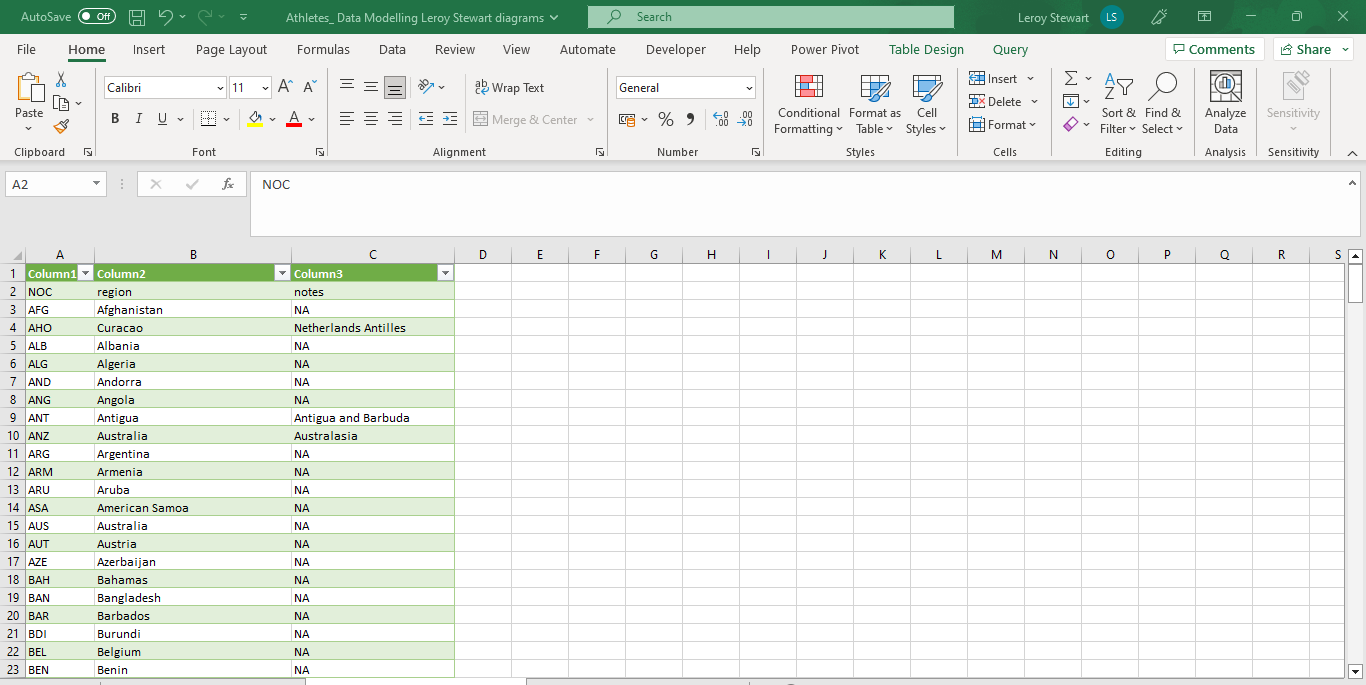 AutoSave Off Athletes_ Data Modelling Leroy Stewart diagrams Search Leroy Stewart LS
File Home Insert Page Layout Formulas Data Review View Automate Developer Help Power Pivot Table Design Query Comments Share
Paste
Clipboard
Calibri 11
B I U A
Font
Wrap Text
Merge & Center
Alignment
General
% 9
Number
Conditional Formatting
Format as Table
Cell Styles
Styles
Insert
Delete
Format
Cells
Sort & Filter
Find & Select
Editing
Analyze Data
Analysis
Sensitivity
Sensitivity
A2 fx NOC
A B C D E F G H I J K L M N O P Q R S
1 Column1 Column2 Column3
2 NOC region notes
3 AFG Afghanistan NA
4 AHO Curacao Netherlands Antilles
5 ALB Albania NA
6 ALG Algeria NA
7 AND Andorra NA
8 ANG Angola NA
9 ANT Antigua Antigua and Barbuda
10 ANZ Australia Australasia
11 ARG Argentina NA
12 ARM Armenia NA
13 ARU Aruba NA
14 ASA American Samoa NA
15 AUS Australia NA
16 AUT Austria NA
17 AZE Azerbaijan NA
18 BAH Bahamas NA
19 BAN Bangladesh NA
20 BAR Barbados NA
21 BDI Burundi NA
22 BEL Belgium NA
23 BEN Benin NA